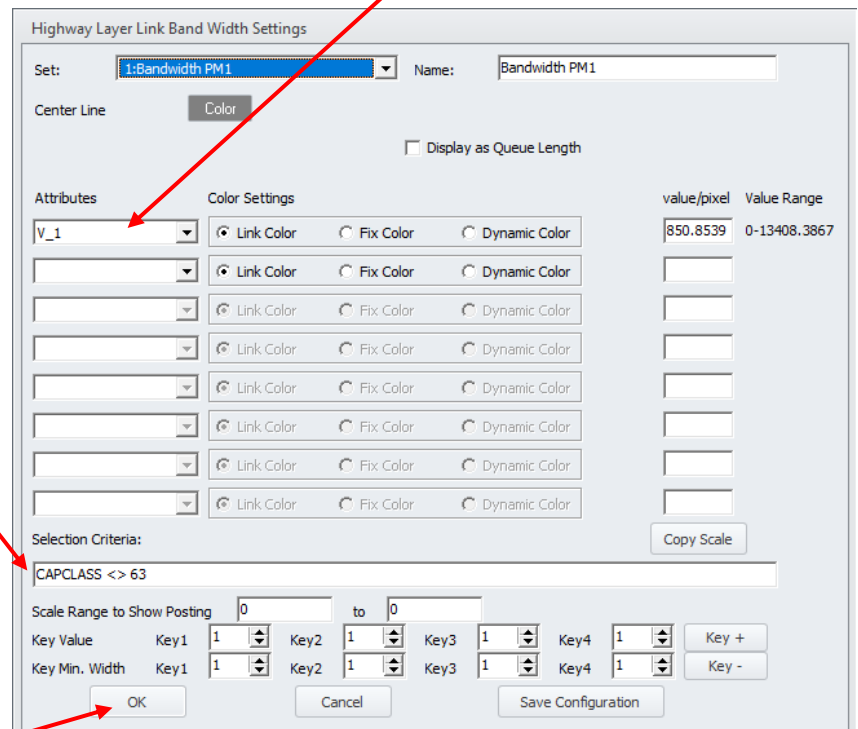 Highway Layer Link Band Width Settings
Set: 1:Bandwidth PM1 Name: Bandwidth PM1
Center Line Color
Display as Queue Length
Attributes Color Settings value/pixel Value Range
V_1 Link Color Fix Color Dynamic Color 850.8539 0-13408.3867
Link Color Fix Color Dynamic Color
Link Color Fix Color Dynamic Color
Link Color Fix Color Dynamic Color
Link Color Fix Color Dynamic Color
Link Color Fix Color Dynamic Color
Link Color Fix Color Dynamic Color
Link Color Fix Color Dynamic Color
Selection Criteria: Copy Scale
CAPCLASS <> 63
Scale Range to Show Posting 0 to 0
Key Value Key1 1 Key2 1 Key3 1 Key4 1 Key +
Key Min. Width Key1 1 Key2 1 Key3 1 Key4 1 Key -
OK Cancel Save Configuration